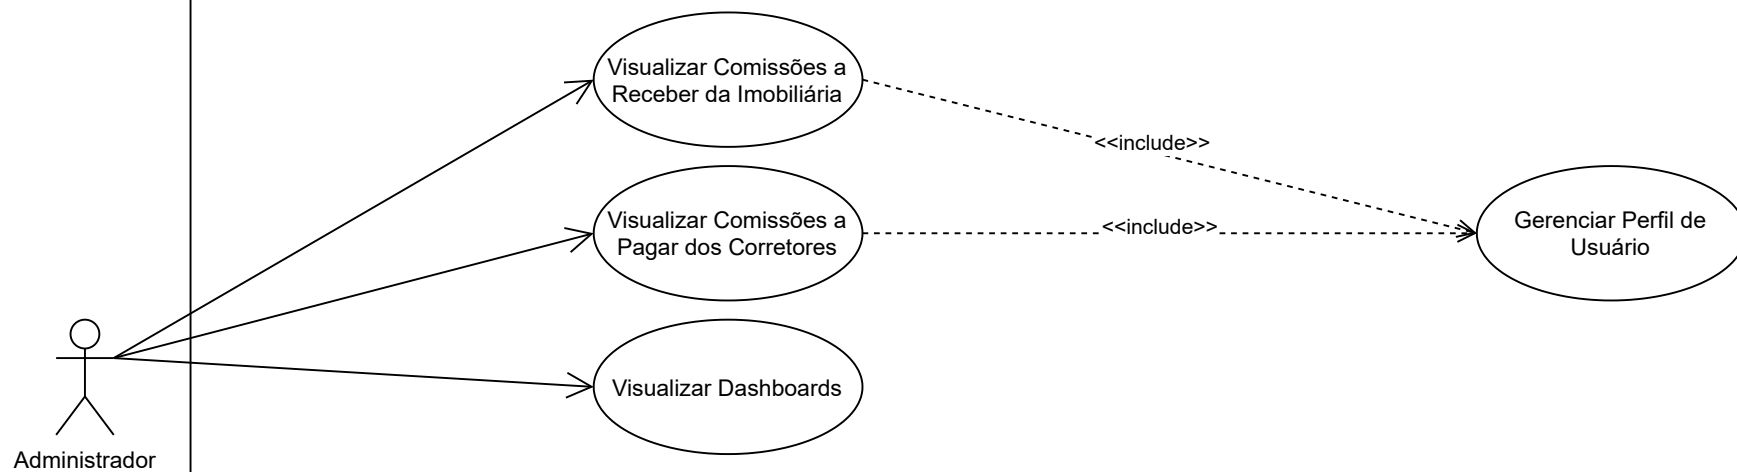 Visualizar Comissões a
Receber da Imobiliária
<<include>>
Visualizar Comissões a
Pagar dos Corretores
<<include>>
Gerenciar Perfil de
Usuário
Visualizar Dashboards
Administrador